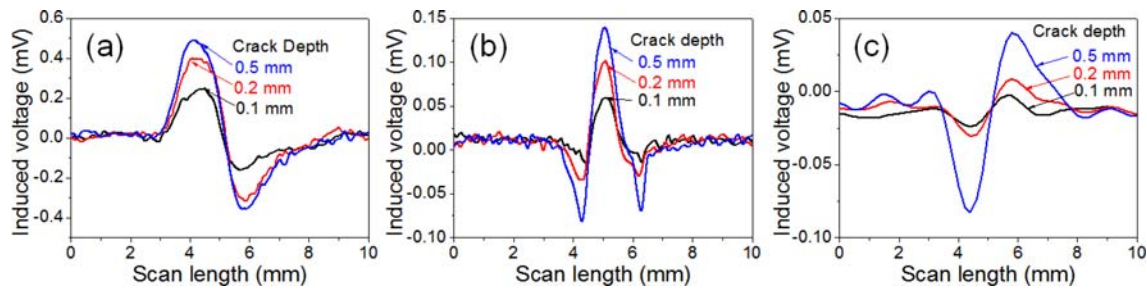 (a)
Crack Depth
0.5 mm
0.2 mm
0.1 mm
Induced voltage (mV)
0.6
0.4
0.2
0.0
-0.2
-0.4
0 2 4 6 8 10
Scan length (mm)
(b)
Crack depth
0.5 mm
0.2 mm
0.1 mm
Induced voltage (mV)
0.15
0.10
0.05
0.00
0.05
0.10
0 2 4 6 8 10
Scan length (mm)
(c)
Crack depth
0.5 mm
0.2 mm
0.1 mm
Induced voltage (mV)
0.05
0.00
-0.05
-0.10
0 2 4 6 8 10
Scan length (mm)